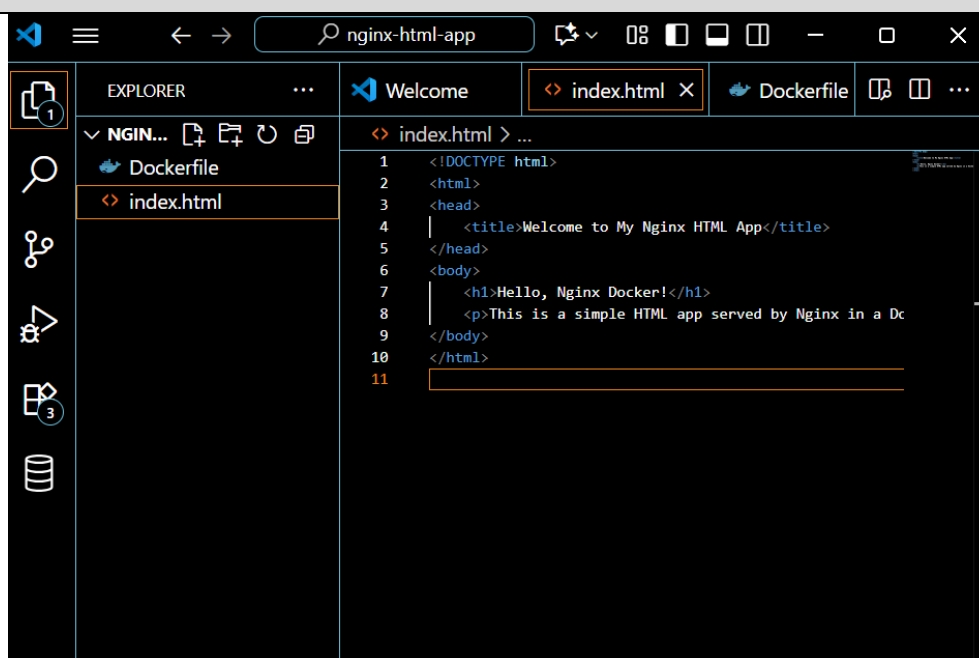 nginx-html-app
EXPLORER
Welcome
index.html
Dockerfile
1
NGIN...
index.html > ...
Dockerfile
index.html
3
1 <!DOCTYPE html>
2 <html>
3 <head>
4 <title>Welcome to My Nginx HTML App</title>
5 </head>
6 <body>
7 <h1>Hello, Nginx Docker!</h1>
8 <p>This is a simple HTML app served by Nginx in a Do
9 </body>
10 </html>
11